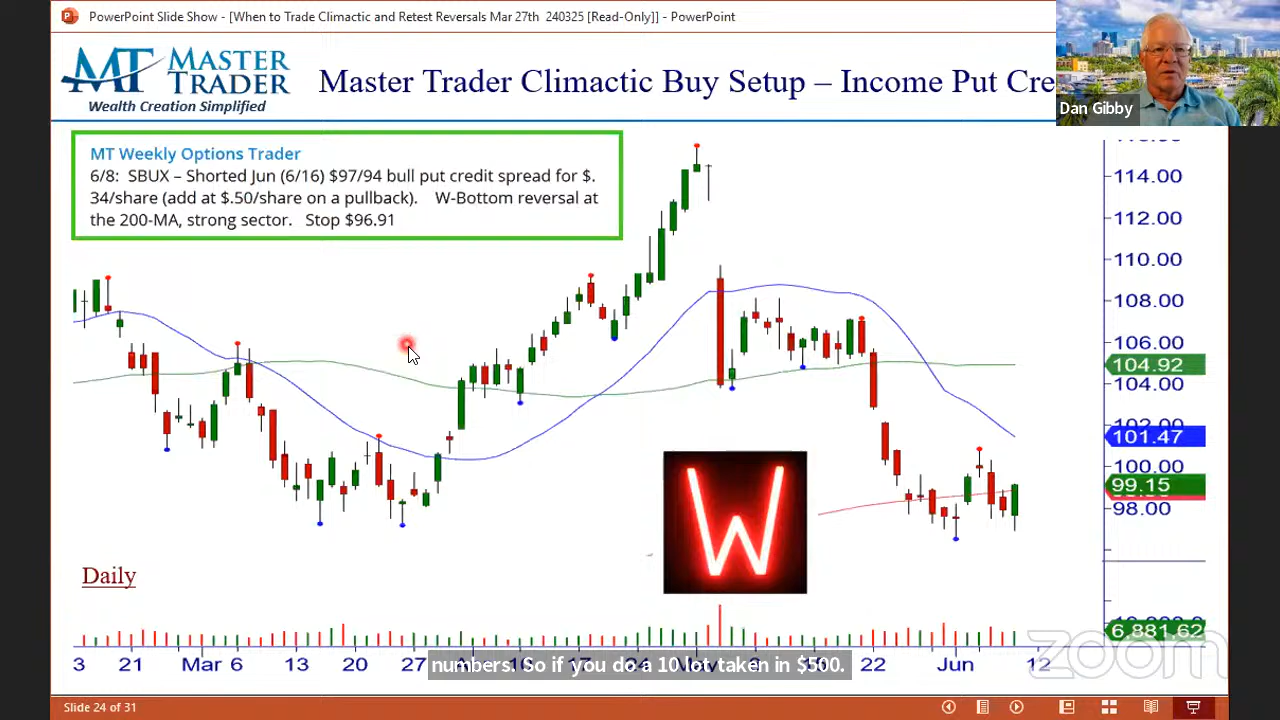 PowerPoint Slide Show - [When to Trade Climactic and Retest Reversals Mar 27th  240325 [Read-Only]] - PowerPoint
MT MASTER TRADER
Wealth Creation Simplified
Master Trader Climactic Buy Setup – Income Put Cre
Dan Gibby
MT Weekly Options Trader
6/8:  SBUX – Shorted Jun (6/16) $97/94 bull put credit spread for $.
34/share (add at $.50/share on a pullback).    W-Bottom reversal at
the 200-MA, strong sector.   Stop $96.91
114.00
112.00
110.00
108.00
106.00
104.92
104.00
101.47
100.00
99.15
98.00
W
Daily
6,881.62
zoom
3 21 Mar 6 13 20 27 22 Jun 12
numbers. So if you do a 10 lot taken in $500.
Slide 24 of 31